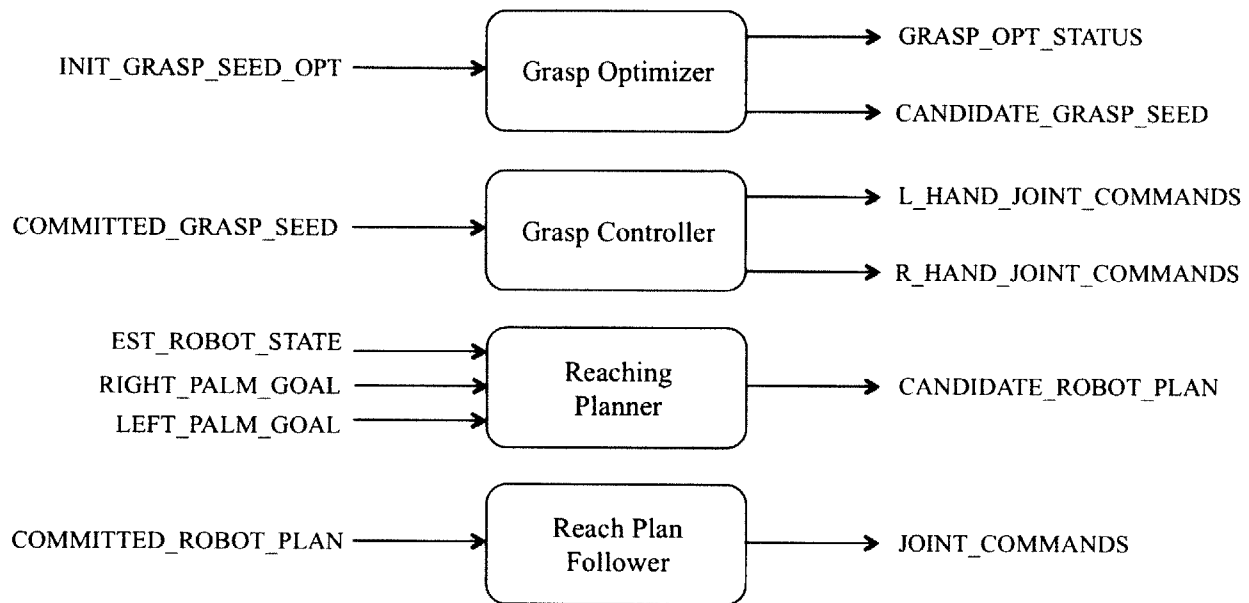 INIT_GRASP_SEED_OPT
Grasp Optimizer
GRASP_OPT_STATUS
CANDIDATE_GRASP_SEED
COMMITTED_GRASP_SEED
Grasp Controller
L_HAND_JOINT_COMMANDS
R_HAND_JOINT_COMMANDS
EST_ROBOT_STATE
RIGHT_PALM_GOAL
LEFT_PALM_GOAL
Reaching
Planner
CANDIDATE_ROBOT_PLAN
COMMITTED_ROBOT_PLAN
Reach Plan
Follower
JOINT_COMMANDS